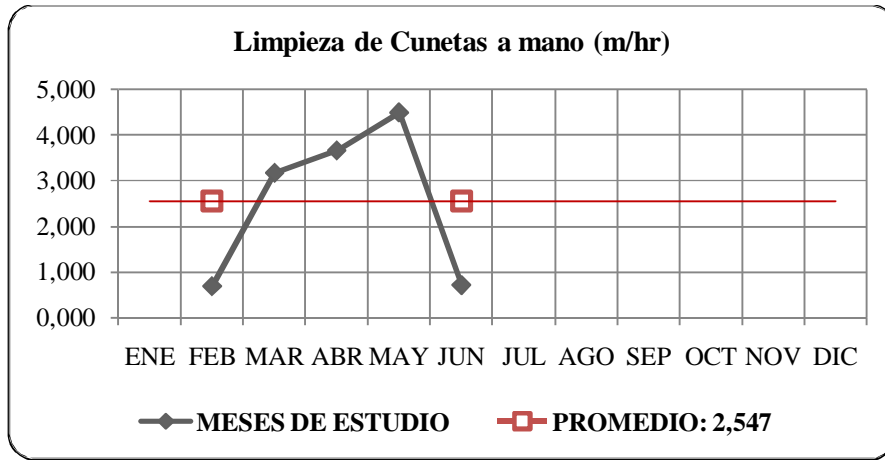 Limpieza de Cunetas a mano (m/hr)
5,000
4,000
3,000
2,000
1,000
0,000
ENE FEB MAR ABR MAY JUN JUL AGO SEP OCT NOV DIC
MESES DE ESTUDIO PROMEDIO: 2,547